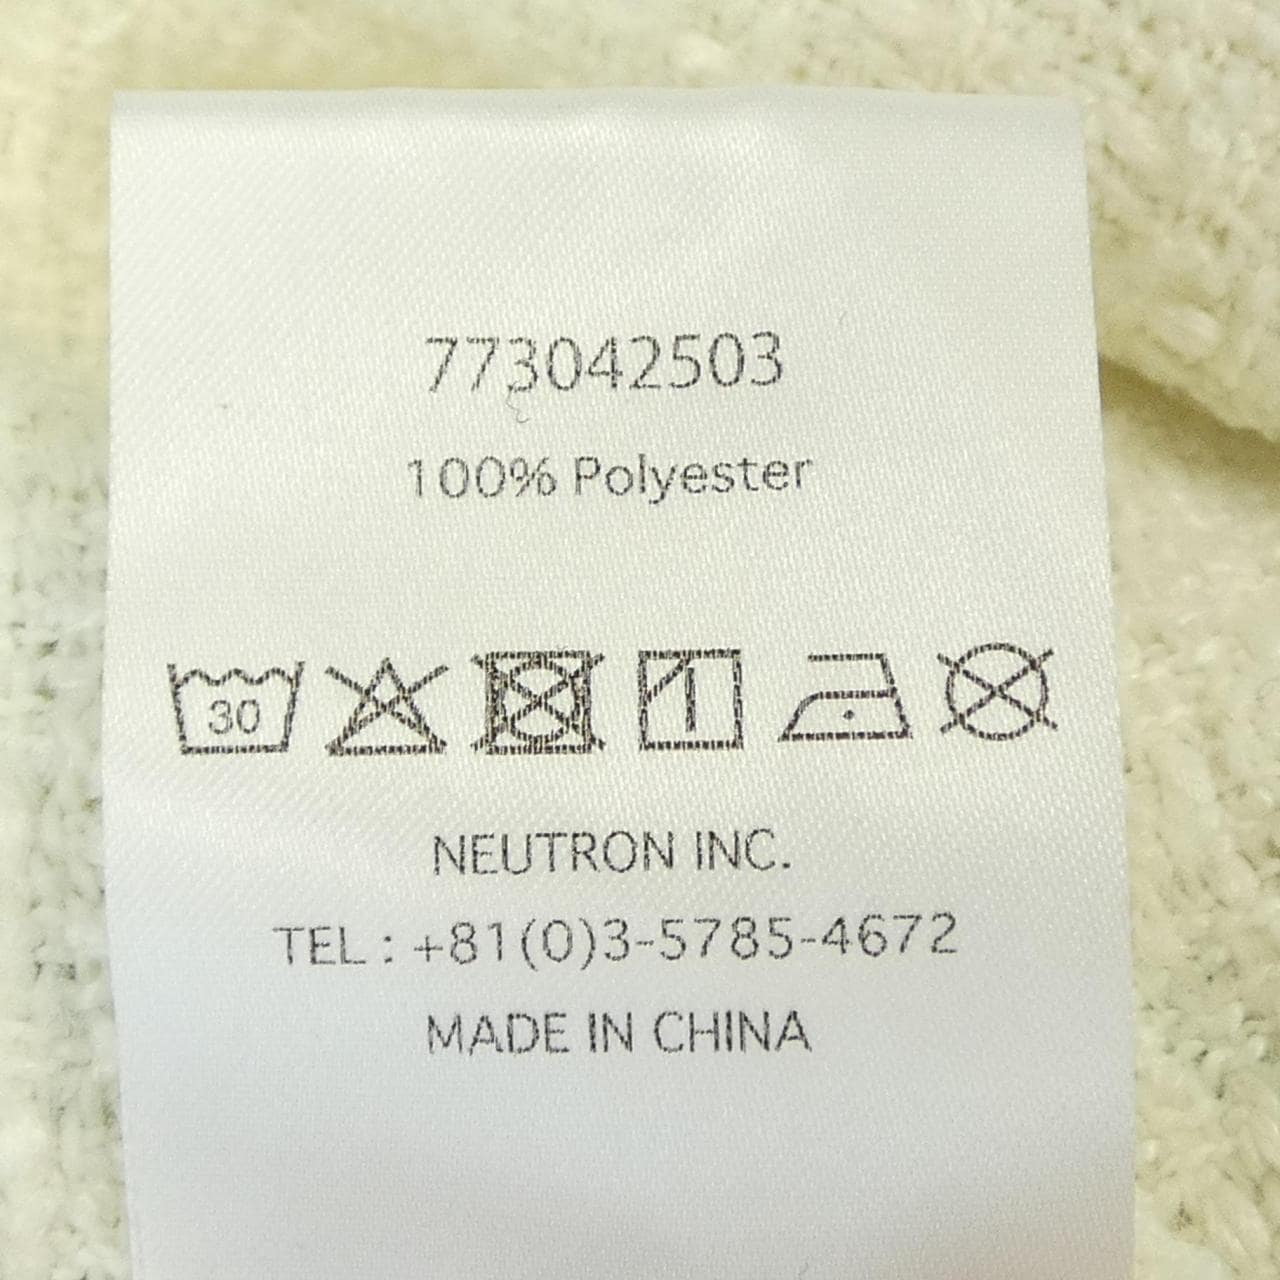 773042503
100% Polyester
30
NEUTRON INC.
TEL : +81(0)3-5785-4672
MADE IN CHINA